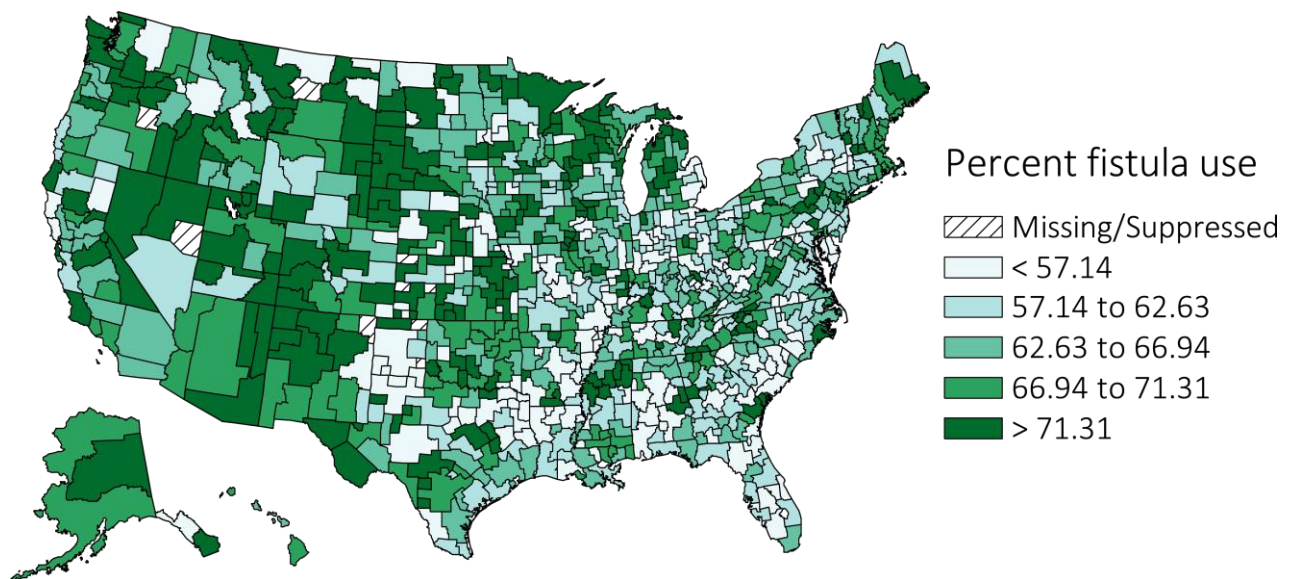 Percent fistula use
Missing/Suppressed
< 57.14
57.14 to 62.63
62.63 to 66.94
66.94 to 71.31
> 71.31